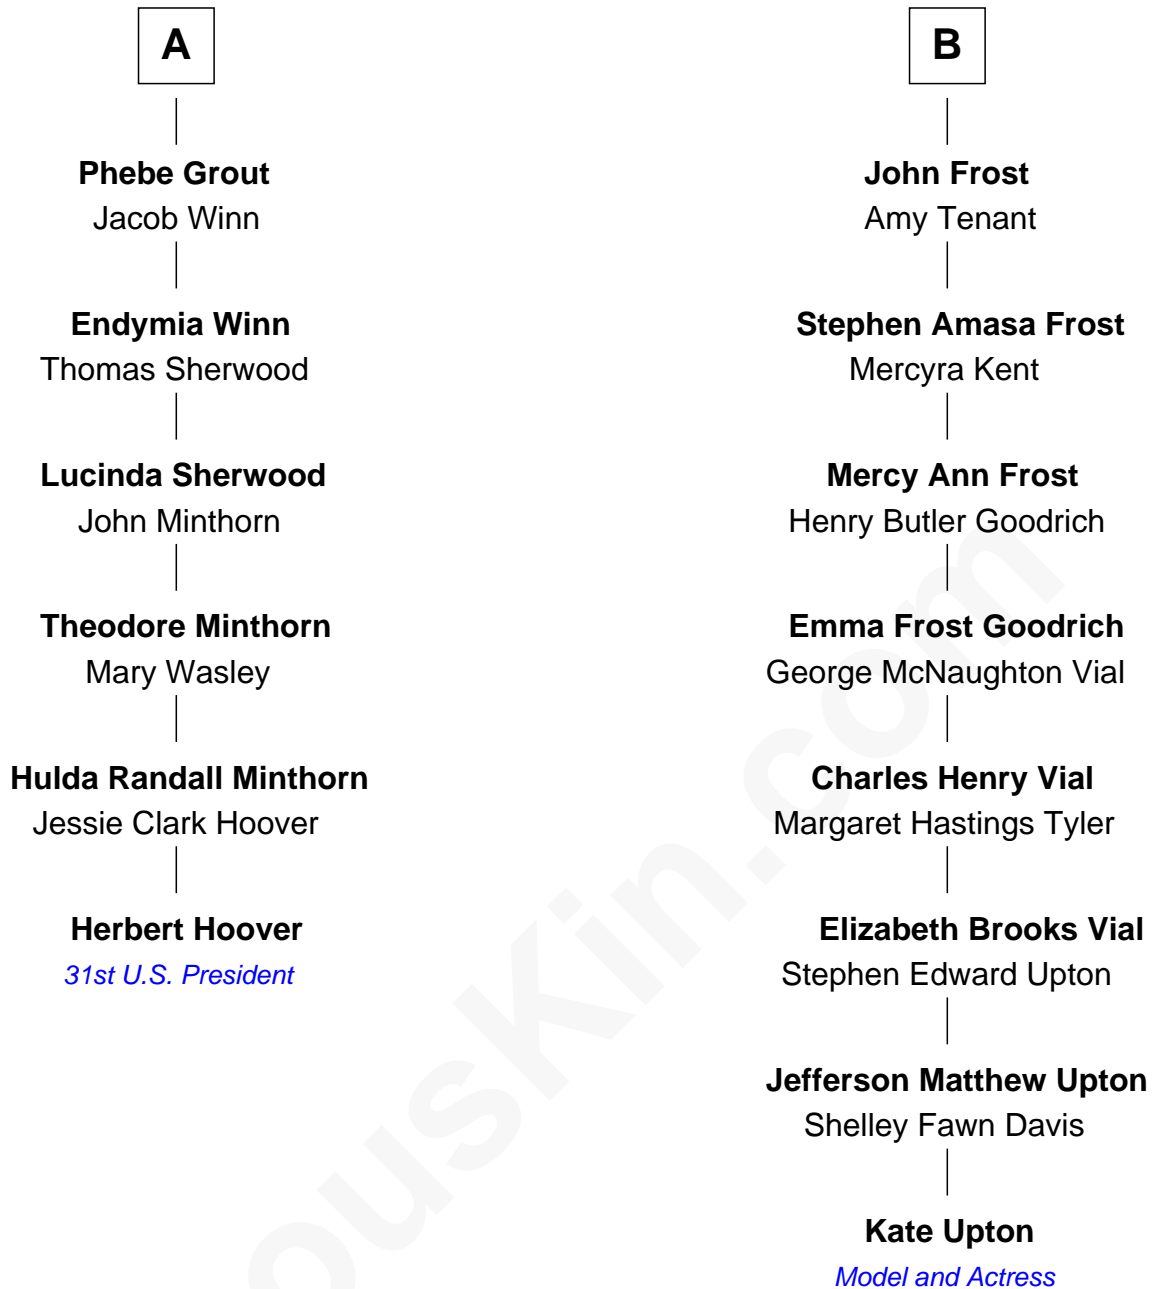 A
Phebe Grout
Jacob Winn
Endymia Winn
Thomas Sherwood
Lucinda Sherwood
John Minthorn
Theodore Minthorn
Mary Wasley
Hulda Randall Minthorn
Jessie Clark Hoover
Herbert Hoover
31st U.S. President
B
John Frost
Amy Tenant
Stephen Amasa Frost
Mercyra Kent
Mercy Ann Frost
Henry Butler Goodrich
Emma Frost Goodrich
George McNaughton Vial
Charles Henry Vial
Margaret Hastings Tyler
Elizabeth Brooks Vial
Stephen Edward Upton
Jefferson Matthew Upton
Shelley Fawn Davis
Kate Upton
Model and Actress
ousKin.com